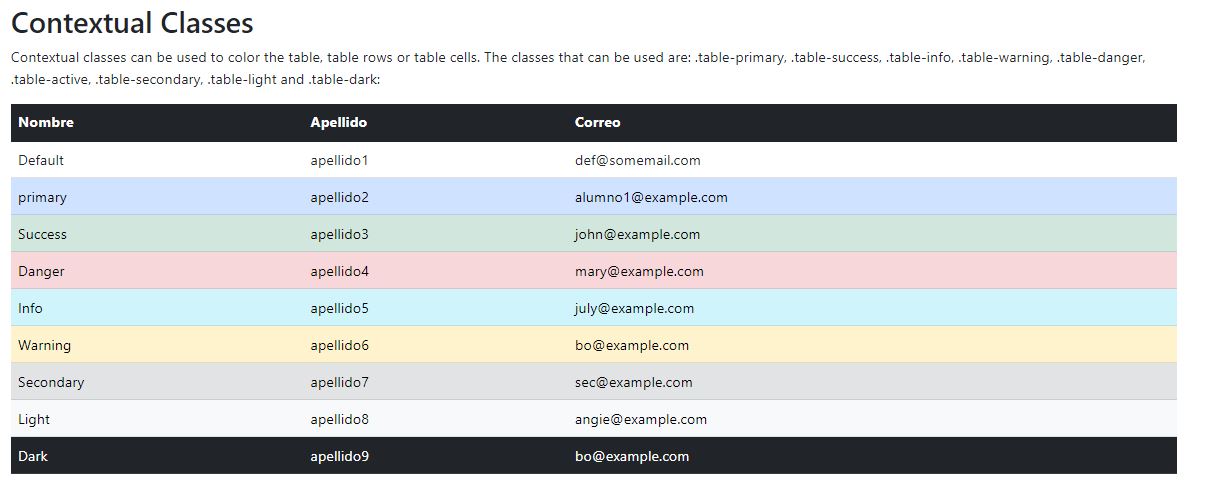 Contextual Classes
Contextual classes can be used to color the table, table rows or table cells. The classes that can be used are: .table-primary, .table-success, .table-info, .table-warning, .table-danger,
.table-active, .table-secondary, .table-light and .table-dark:
Nombre Apellido Correo
Default apellido1 def@somemail.com
primary apellido2 alumno1@example.com
Success apellido3 john@example.com
Danger apellido4 mary@example.com
Info apellido5 july@example.com
Warning apellido6 bo@example.com
Secondary apellido7 sec@example.com
Light apellido8 angie@example.com
Dark apellido9 bo@example.com